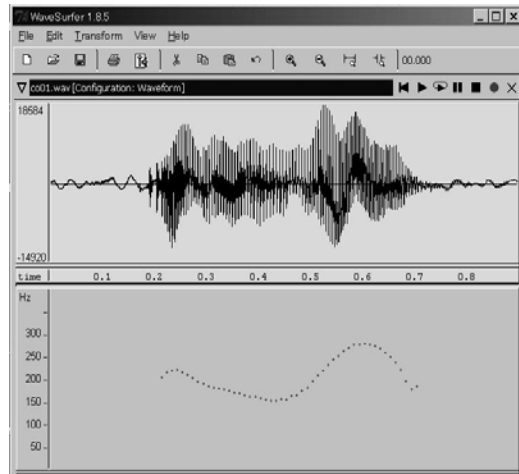 WaveSurfer 1.8.5
File Edit Transform View Help
00.000
co01.wav [Configuration: Waveform]
18684
-14920
time 0.1 0.2 0.3 0.4 0.5 0.6 0.7 0.8
Hz
300
250
200
150
100
50